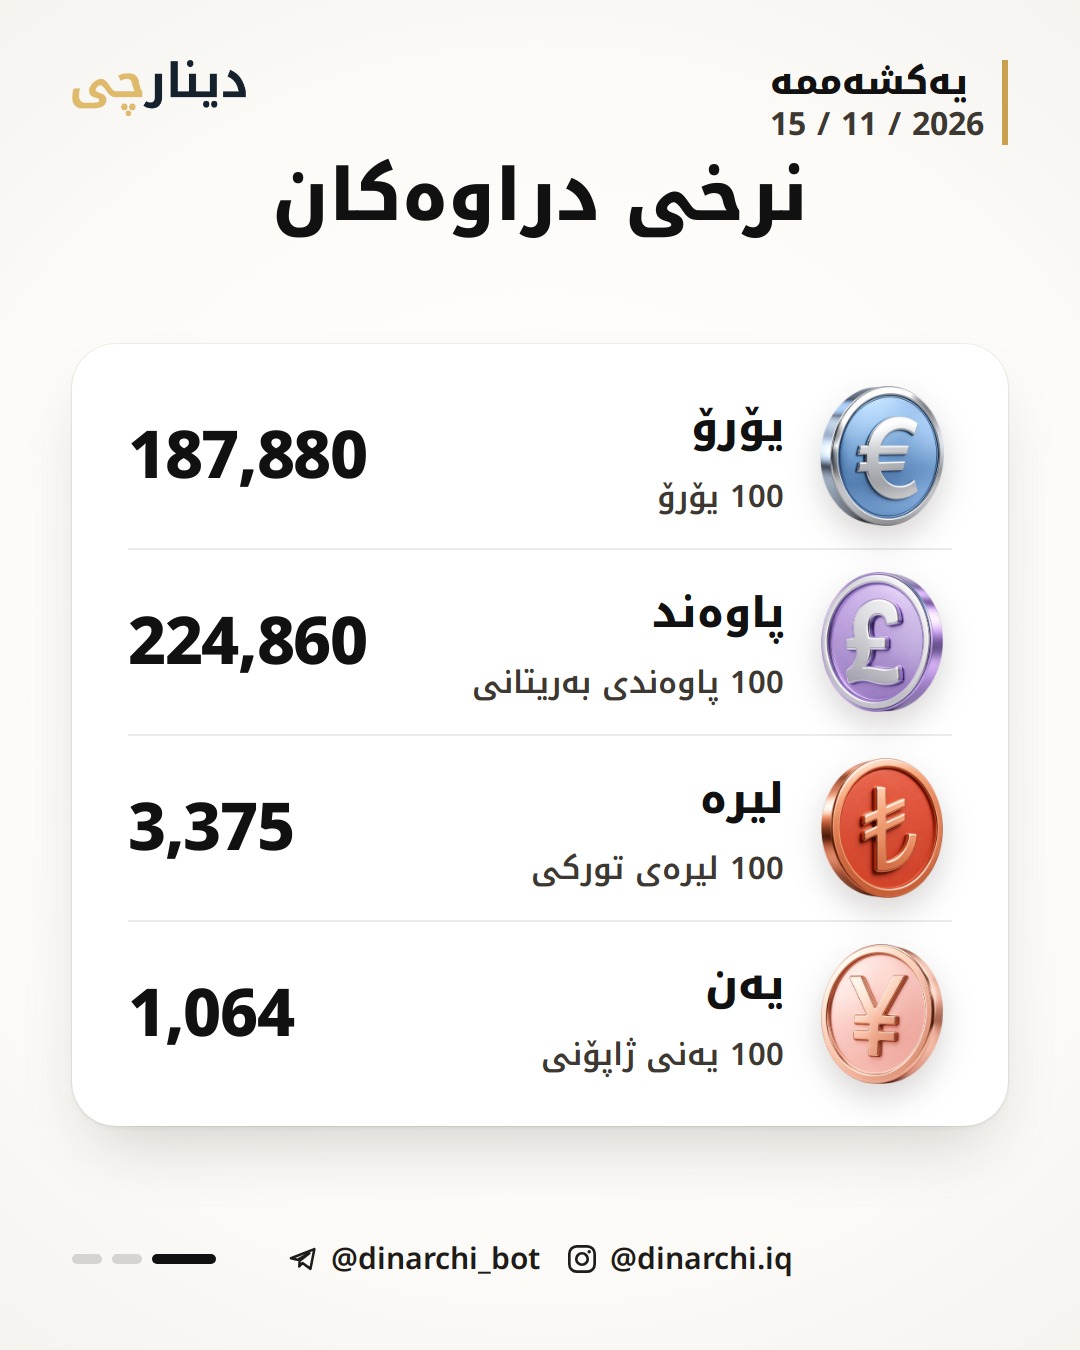 دینارچی
یەکشەممە
15 / 11 / 2026
نرخی دراوەکان
یۆرۆ
100 یۆرۆ
187,880
پاوەند
100 پاوەندی بەریتانی
224,860
لیرە
100 لیرەی تورکی
3,375
یەن
100 یەنی ژاپۆنی
1,064
@dinarchi_bot @dinarchi.iq